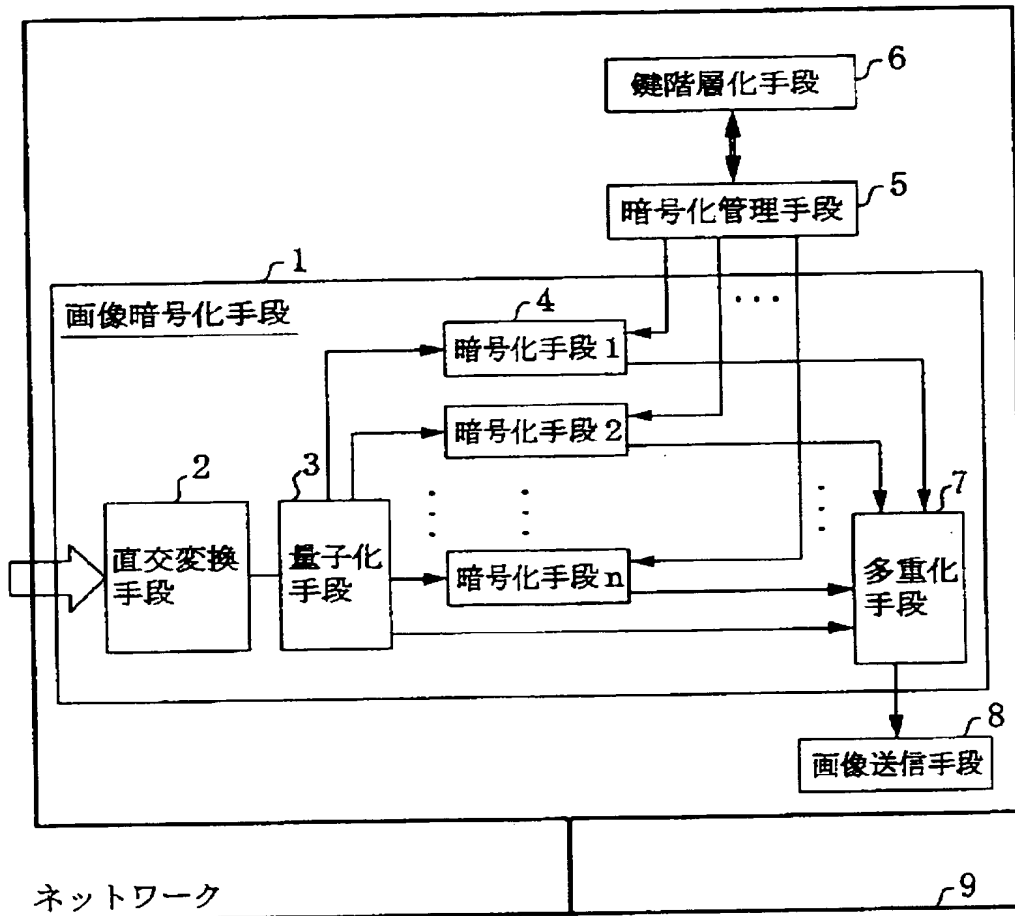 6
鍵階層化手段
5
暗号化管理手段
1
画像暗号化手段
...
4
暗号化手段1
暗号化手段2
2
直交変換
手段
3
量子化
手段
暗号化手段n
7
多重化
手段
8
画像送信手段
ネットワーク
9